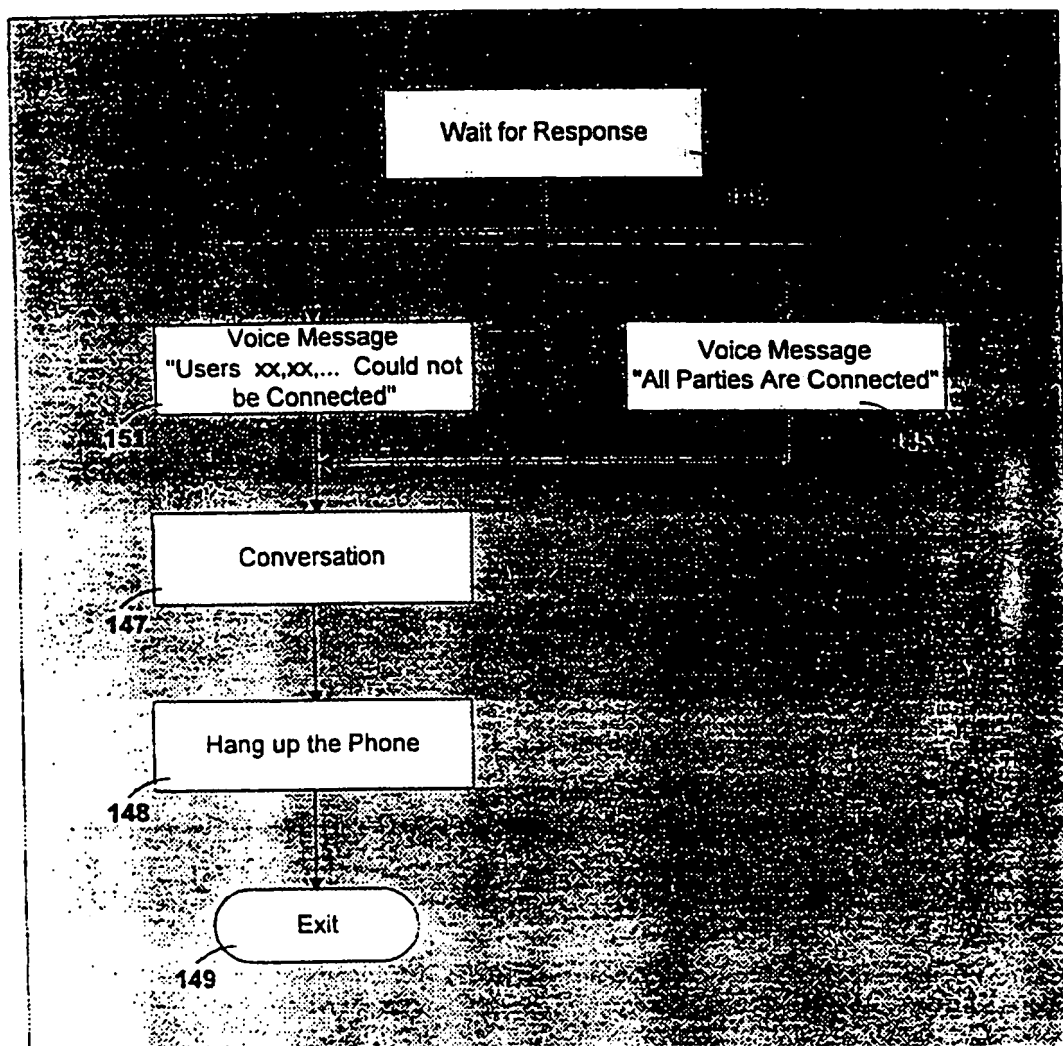 Wait for Response
Voice Message
"Users xx,xx,... Could not
be Connected"
151
Voice Message
"All Parties Are Connected"
Conversation
147
Hang up the Phone
148
Exit
149